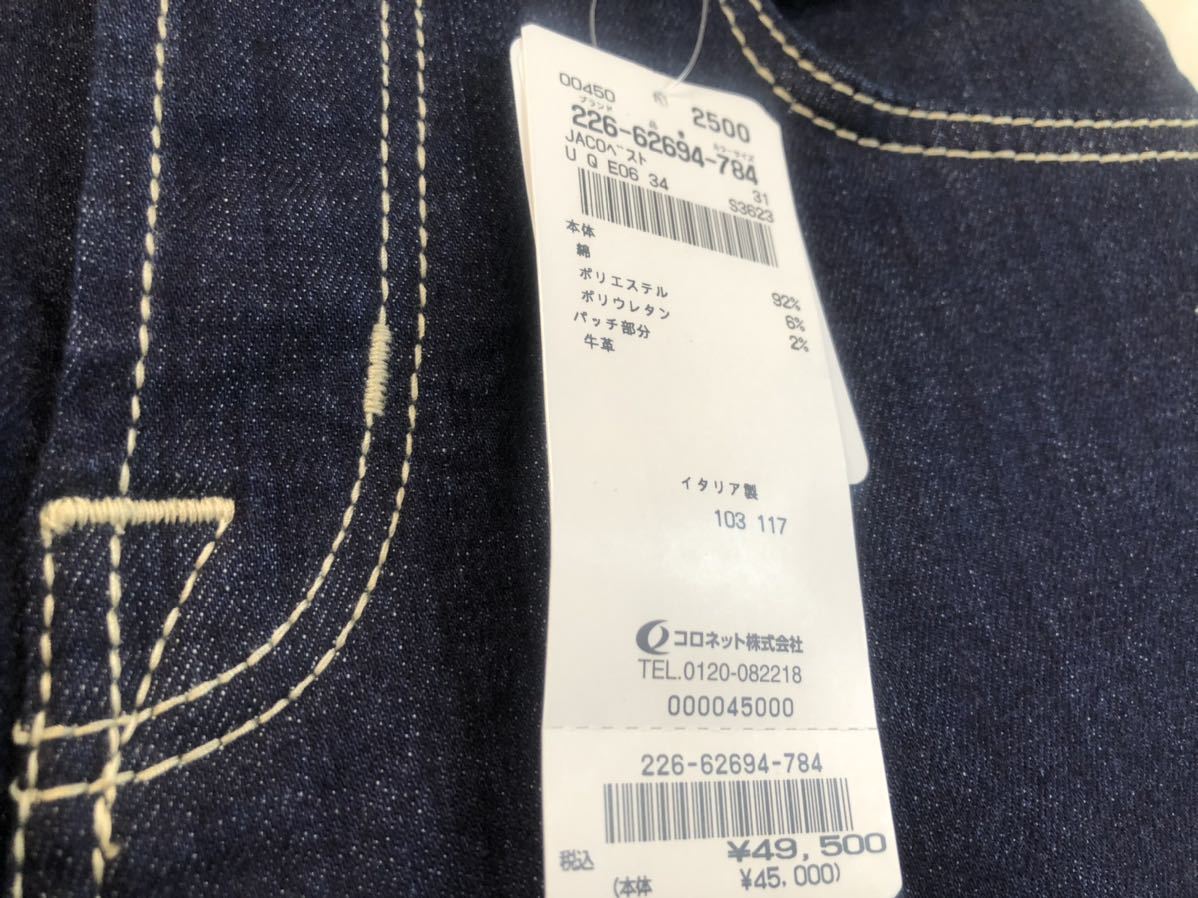 00450 2500
ブランド 品番 カラーサイズ
226-62694-784
JACOベスト 31
U Q E06 34 S3623
本体
綿 92%
ポリエステル 6%
ポリウレタン 2%
パッチ部分
牛革
イタリア製
103 117
コロネット株式会社
TEL.0120-082218
000045000
226-62694-784
税込 ¥49,500
(本体 ¥45,000)